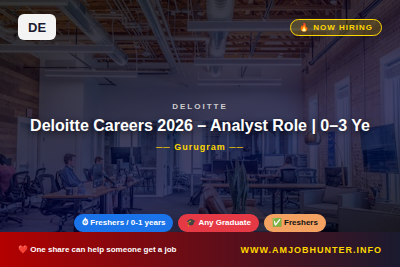 DE
🔥 NOW HIRING
DELOITTE
Deloitte Careers 2026 – Analyst Role | 0–3 Ye
— Gurugram —
⏱ Freshers / 0-1 years
🎓 Any Graduate
✅ Freshers
❤️ One share can help someone get a job
WWW.AMJOBHUNTER.INFO